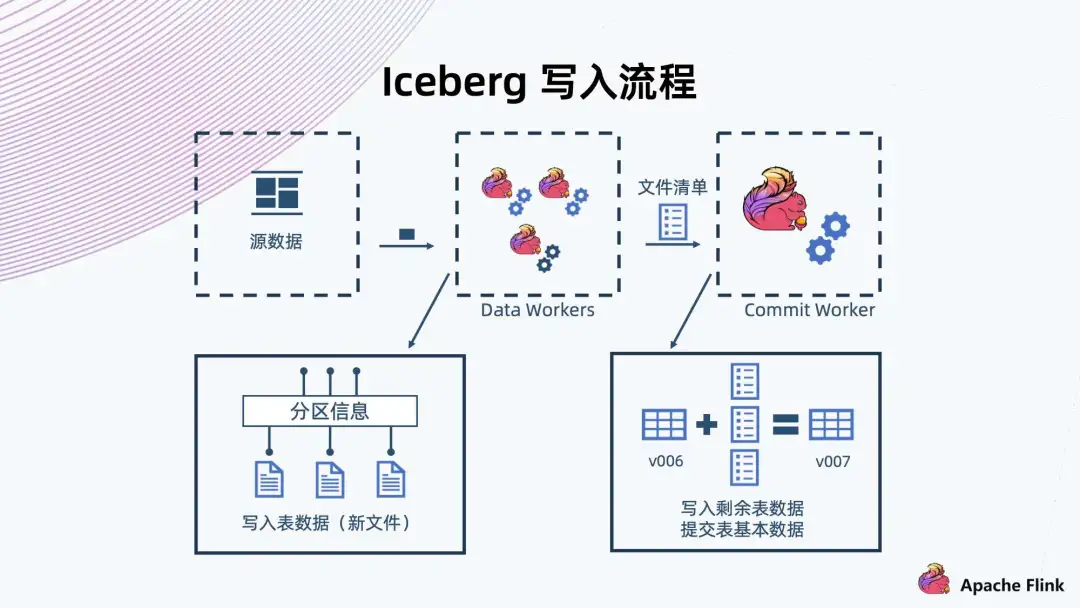 Iceberg 写入流程
源数据
Data Workers
文件清单
Commit Worker
分区信息
写入表数据（新文件）
v006
v007
写入剩余表数据
提交表基本数据
Apache Flink